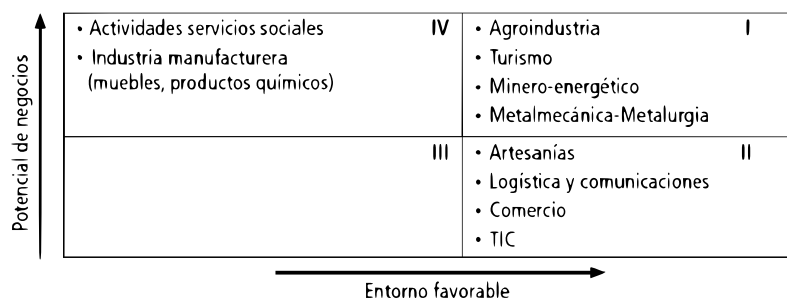 Potencial de negocios
• Actividades servicios sociales
IV
• Industria manufacturera
(muebles, productos químicos)
• Agroindustria
I
• Turismo
• Minero-energético
• Metalmecánica-Metalurgia
III
• Artesanías
II
• Logística y comunicaciones
• Comercio
• TIC
Entorno favorable